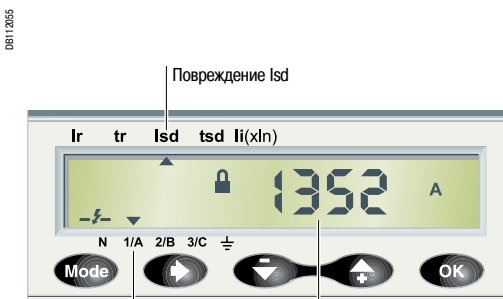 DB112055
Повреждение Isd
Ir tr Isd tsd Ii(xIn)
1352 A
N 1/A 2/B 3/C
Mode OK